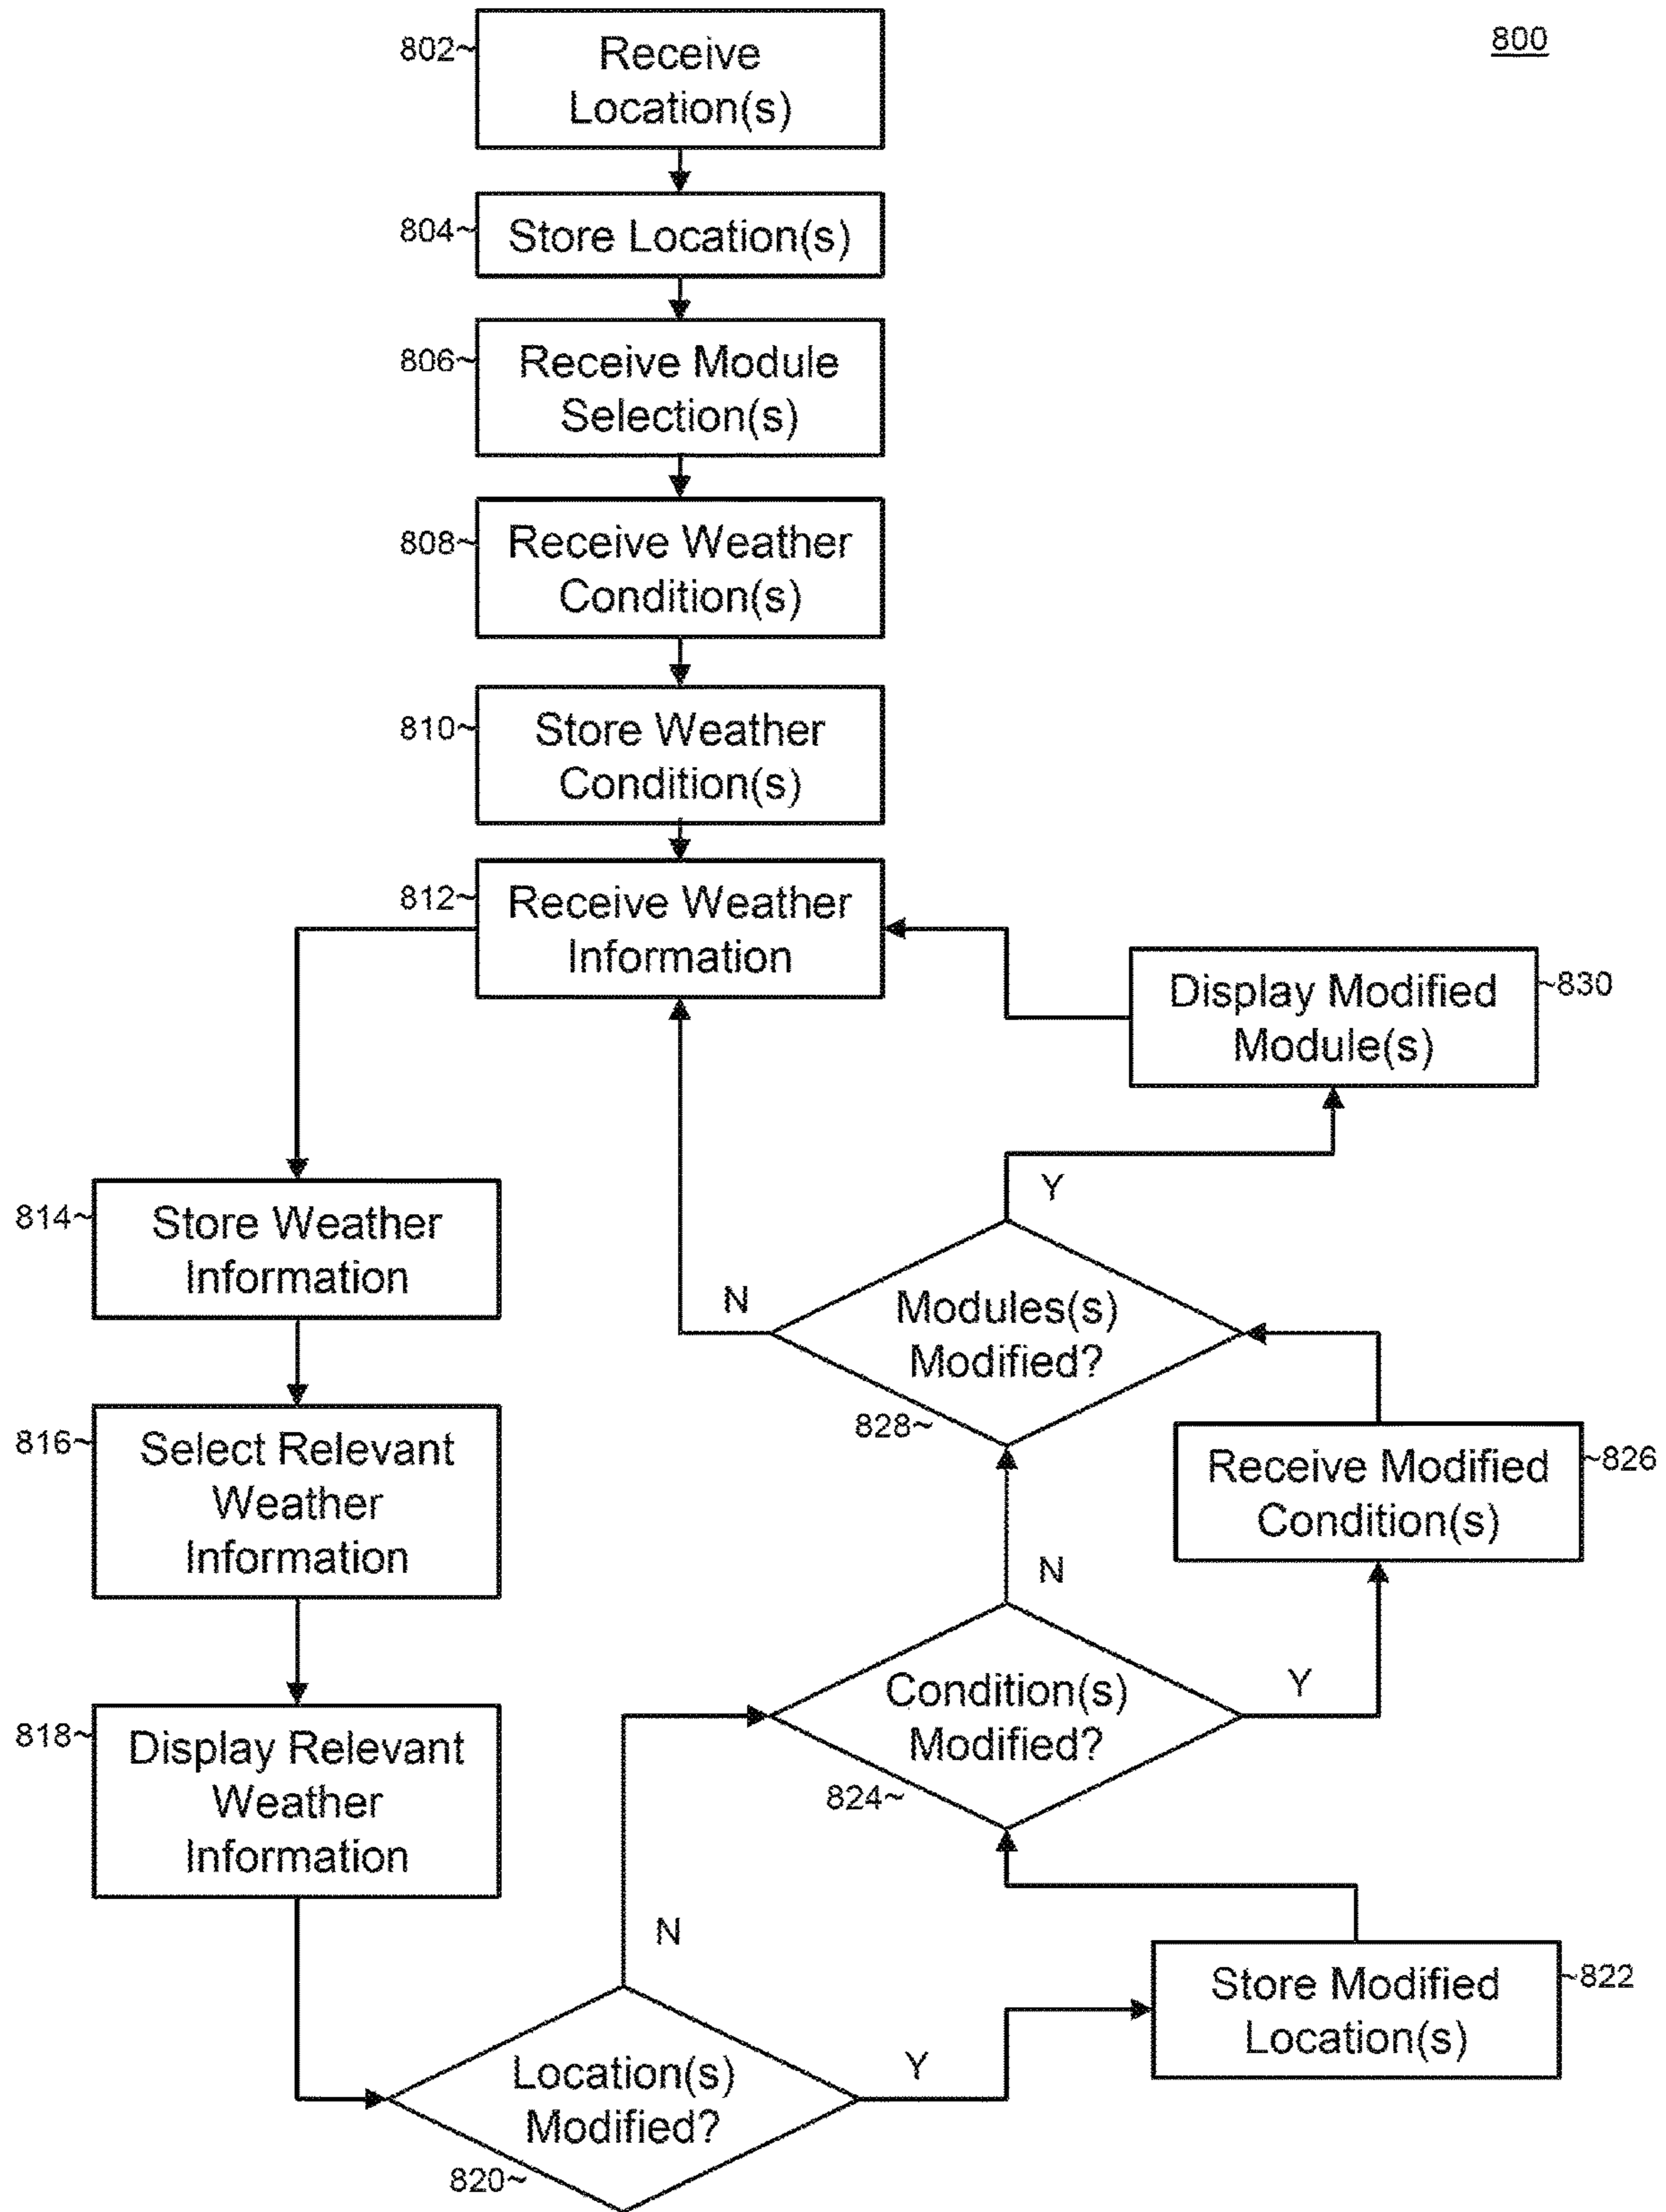 800
802~
Receive
Location(s)
804~
Store Location(s)
806~
Receive Module
Selection(s)
808~
Receive Weather
Condition(s)
810~
Store Weather
Condition(s)
812~
Receive Weather
Information
Display Modified
Module(s)
~830
814~
Store Weather
Information
Y
N
Modules(s)
Modified?
828~
816~
Select Relevant
Weather
Information
Receive Modified
Condition(s)
~826
N
Condition(s)
Modified?
Y
824~
818~
Display Relevant
Weather
Information
N
Store Modified
Location(s)
~822
Location(s)
Modified?
Y
820~